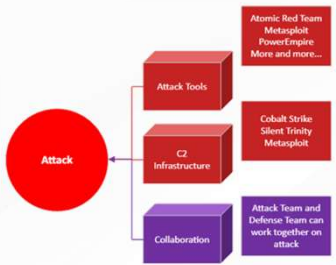 Atomic Red Team
Metasploit
PowerEmpire
More and more...
Attack Tools
Cobalt Strike
Silent Trinity
Metasploit
Attack
C2
Infrastructure
Attack Team and
Defense Team can
work together on
attack
Collaboration